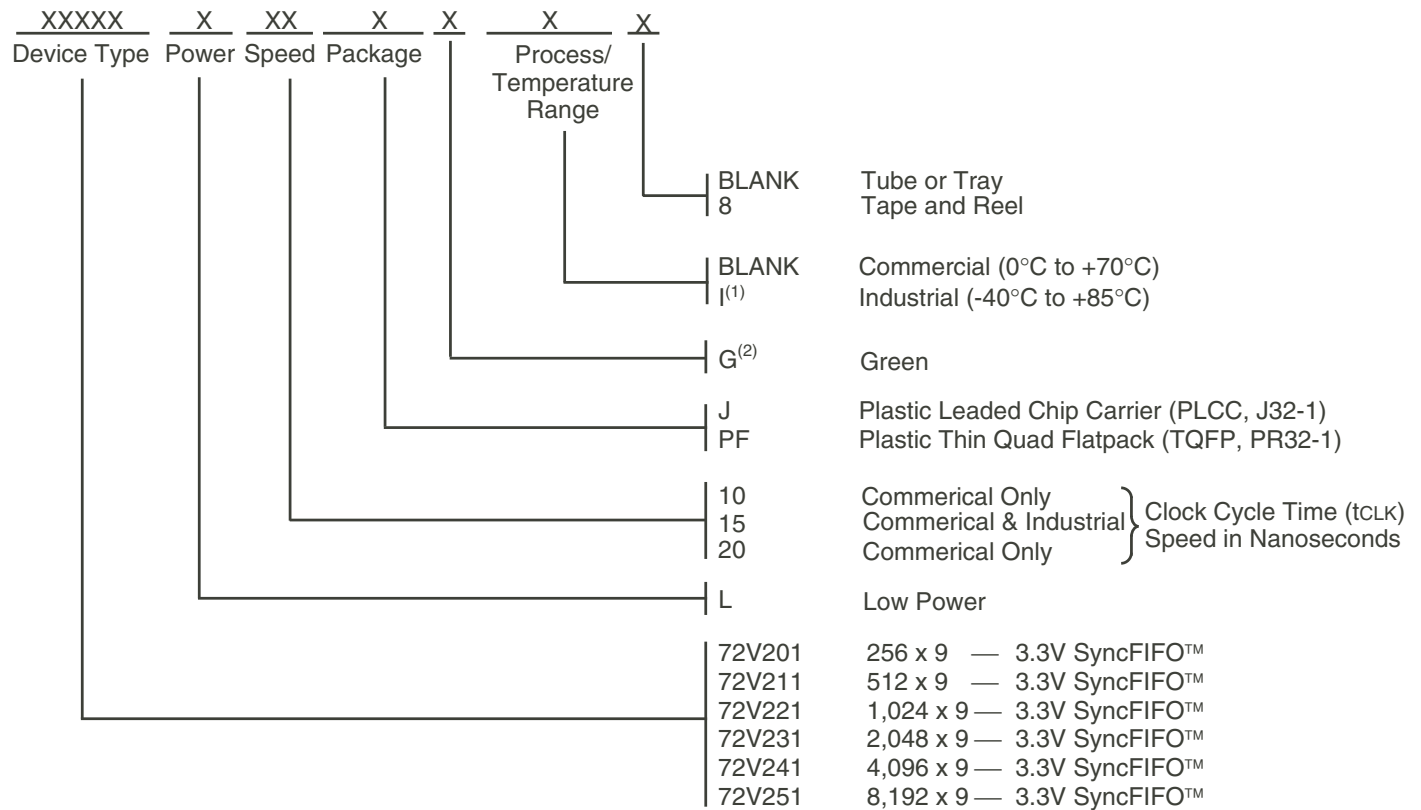 XXXXX X XX X X X X
Device Type Power Speed Package Process/
Temperature
Range
BLANK Tube or Tray
8 Tape and Reel
BLANK Commercial (0°C to +70°C)
I(1) Industrial (-40°C to +85°C)
G(2) Green
J Plastic Leaded Chip Carrier (PLCC, J32-1)
PF Plastic Thin Quad Flatpack (TQFP, PR32-1)
10 Commerical Only
15 Commerical & Industrial
20 Commerical Only
Clock Cycle Time (tCLK)
Speed in Nanoseconds
L Low Power
72V201 256 x 9 — 3.3V SyncFIFO™
72V211 512 x 9 — 3.3V SyncFIFO™
72V221 1,024 x 9 — 3.3V SyncFIFO™
72V231 2,048 x 9 — 3.3V SyncFIFO™
72V241 4,096 x 9 — 3.3V SyncFIFO™
72V251 8,192 x 9 — 3.3V SyncFIFO™